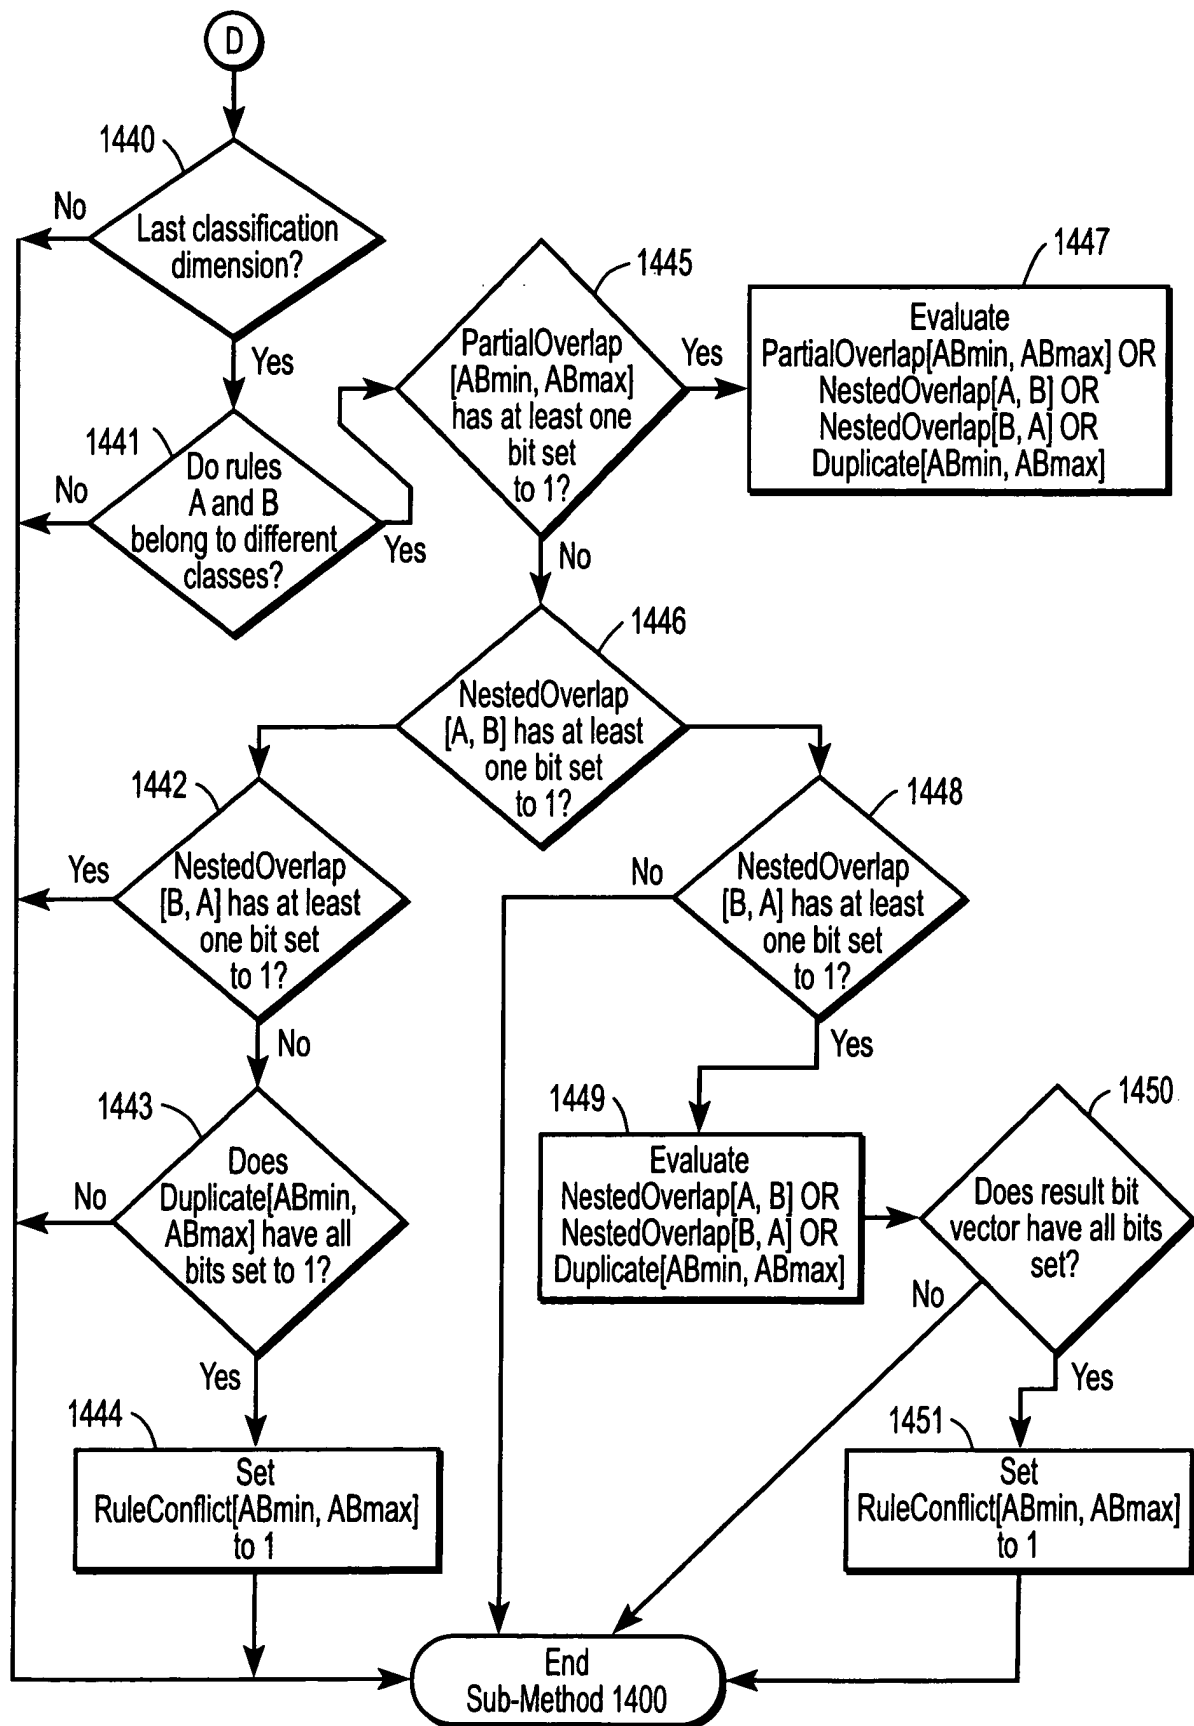 D
1440
No
Last classification
dimension?
Yes
1441
No
Do rules
A and B
belong to different
classes?
Yes
1445
PartialOverlap
[ABmin, ABmax]
has at least one
bit set
to 1?
Yes
No
1447
Evaluate
PartialOverlap[ABmin, ABmax] OR
NestedOverlap[A, B] OR
NestedOverlap[B, A] OR
Duplicate[ABmin, ABmax]
1446
NestedOverlap
[A, B] has at least
one bit set
to 1?
1442
Yes
NestedOverlap
[B, A] has at least
one bit set
to 1?
No
1448
No
NestedOverlap
[B, A] has at least
one bit set
to 1?
Yes
1443
No
Does
Duplicate[ABmin,
ABmax] have all
bits set to 1?
Yes
1449
Evaluate
NestedOverlap[A, B] OR
NestedOverlap[B, A] OR
Duplicate[ABmin, ABmax]
1450
Does result bit
vector have all bits
set?
No
Yes
1444
Set
RuleConflict[ABmin, ABmax]
to 1
1451
Set
RuleConflict[ABmin, ABmax]
to 1
End
Sub-Method 1400